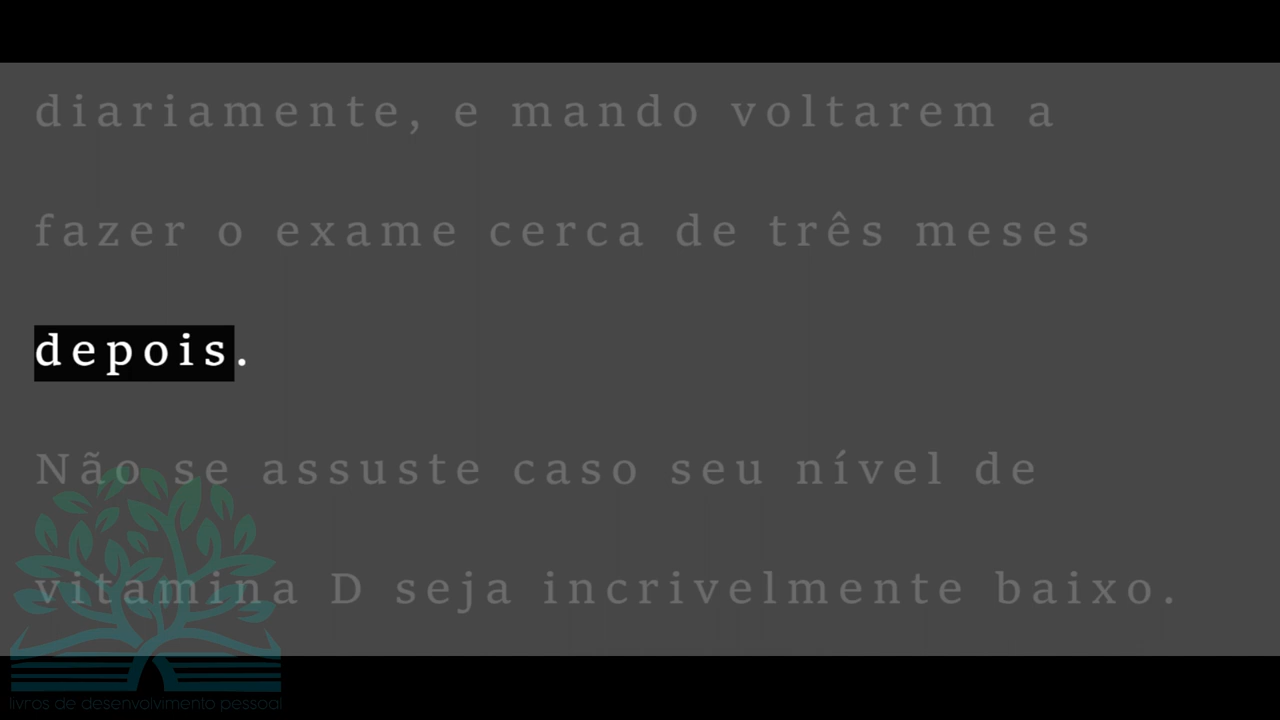 diariamente, e mando voltarem a
fazer o exame cerca de três meses
depois.
Não se assuste caso seu nível de
vitamina D seja incrivelmente baixo.
livros de desenvolvimento pessoal